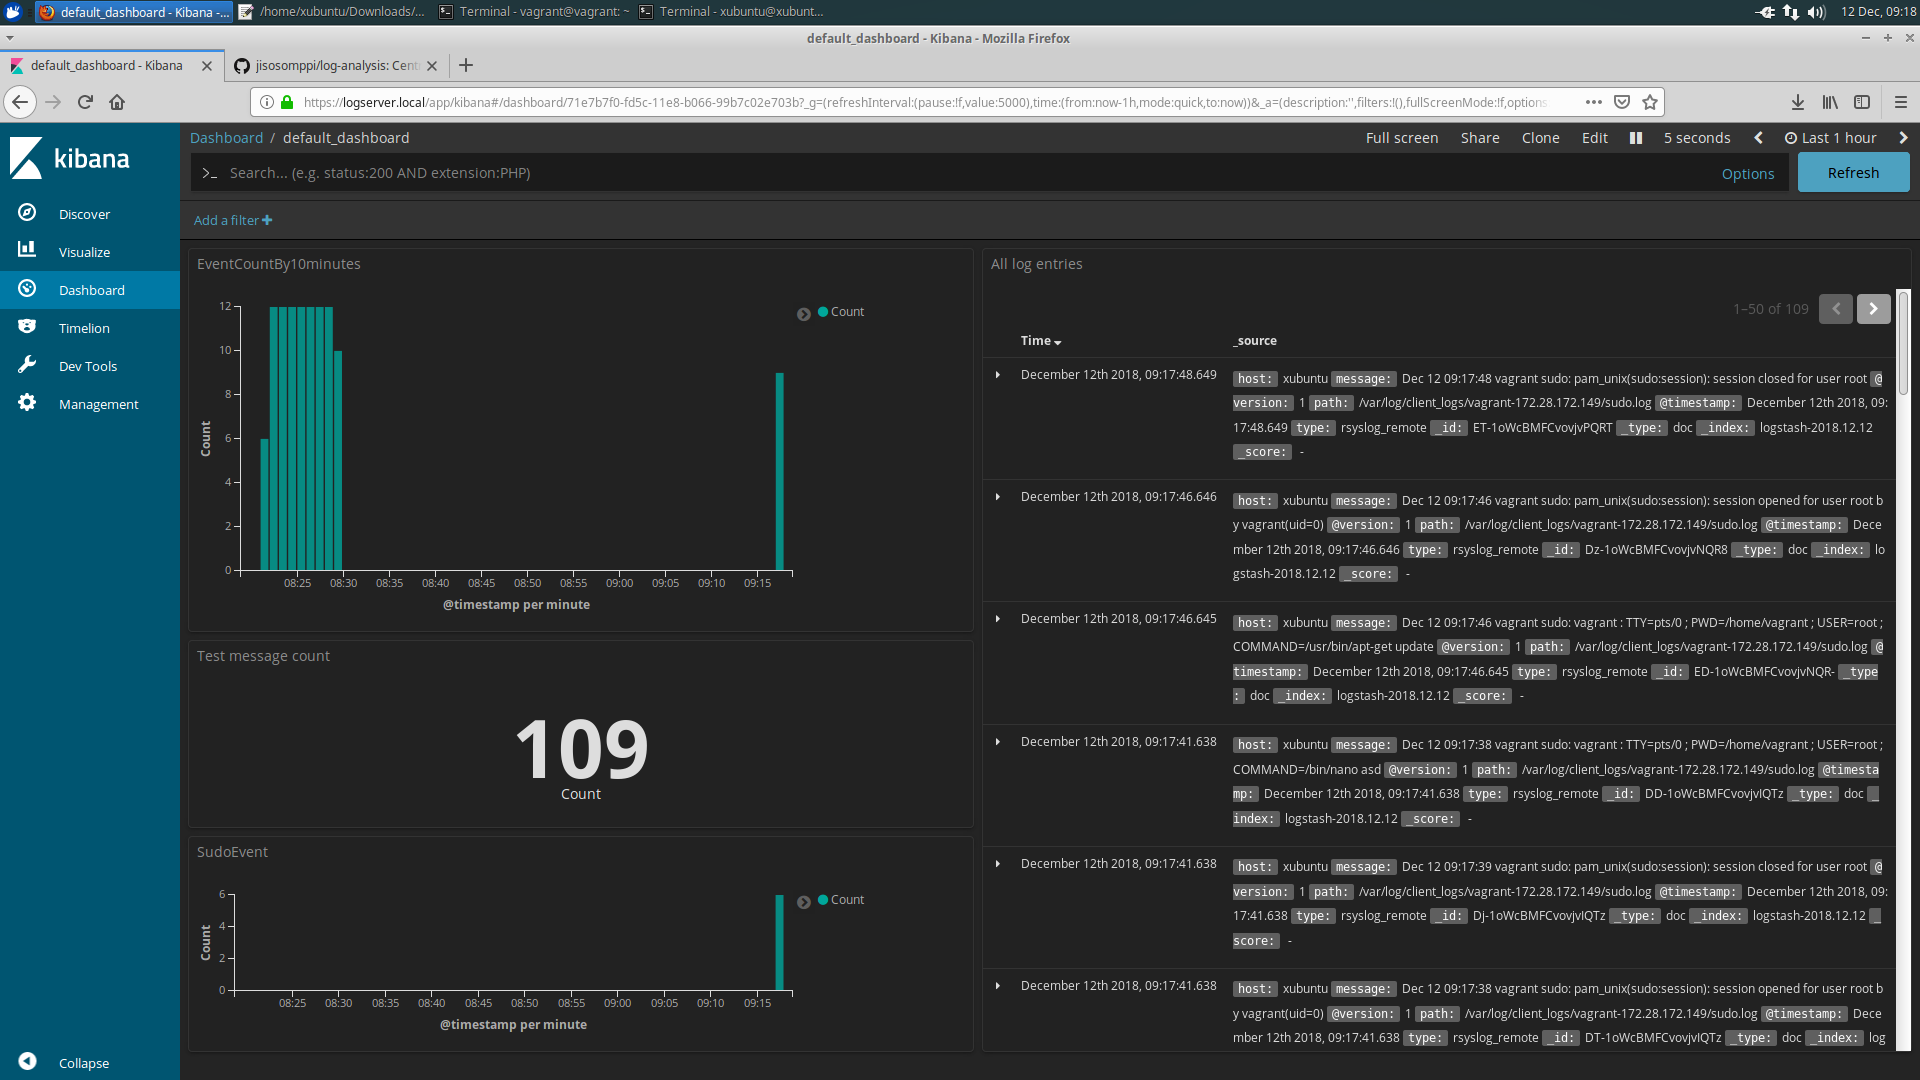 default_dashboard - Kibana -...
/home/xubuntu/Downloads/...
Terminal - vagrant@vagrant: ~
Terminal - xubuntu@xubunt...
12 Dec, 09:18
default_dashboard - Kibana - Mozilla Firefox
default_dashboard - Kibana
jisosomppi/log-analysis: Cent
https://logserver.local/app/kibana#/dashboard/71e7b7f0-fd5c-11e8-b066-99b7c02e703b?_g=(refreshInterval:(pause:!f,value:5000),time:(from:now-1h,mode:quick,to:now))&_a=(description:'',filters:!(),fullScreenMode:!f,options
kibana
Discover
Visualize
Dashboard
Timelion
Dev Tools
Management
Collapse
Dashboard / default_dashboard
Full screen
Share
Clone
Edit
5 seconds
Last 1 hour
>_ Search... (e.g. status:200 AND extension:PHP)
Options
Refresh
Add a filter +
EventCountBy10minutes
Count
12
10
8
6
4
2
0
Count
08:25 08:30 08:35 08:40 08:45 08:50 08:55 09:00 09:05 09:10 09:15
@timestamp per minute
Test message count
109
Count
SudoEvent
Count
6
4
2
0
Count
08:25 08:30 08:35 08:40 08:45 08:50 08:55 09:00 09:05 09:10 09:15
@timestamp per minute
All log entries
1–50 of 109
Time
_source
December 12th 2018, 09:17:48.649
host: xubuntu message: Dec 12 09:17:48 vagrant sudo: pam_unix(sudo:session): session closed for user root @
version: 1 path: /var/log/client_logs/vagrant-172.28.172.149/sudo.log @timestamp: December 12th 2018, 09:
17:48.649 type: rsyslog_remote _id: ET-1oWcBMFCvovjvPQRT _type: doc _index: logstash-2018.12.12
_score: -
December 12th 2018, 09:17:46.646
host: xubuntu message: Dec 12 09:17:46 vagrant sudo: pam_unix(sudo:session): session opened for user root b
y vagrant(uid=0) @version: 1 path: /var/log/client_logs/vagrant-172.28.172.149/sudo.log @timestamp: Dece
mber 12th 2018, 09:17:46.646 type: rsyslog_remote _id: Dz-1oWcBMFCvovjvNQR8 _type: doc _index: lo
gstash-2018.12.12 _score: -
December 12th 2018, 09:17:46.645
host: xubuntu message: Dec 12 09:17:46 vagrant sudo: vagrant : TTY=pts/0 ; PWD=/home/vagrant ; USER=root ;
COMMAND=/usr/bin/apt-get update @version: 1 path: /var/log/client_logs/vagrant-172.28.172.149/sudo.log @
timestamp: December 12th 2018, 09:17:46.645 type: rsyslog_remote _id: ED-1oWcBMFCvovjvNQR- _type
: doc _index: logstash-2018.12.12 _score: -
December 12th 2018, 09:17:41.638
host: xubuntu message: Dec 12 09:17:38 vagrant sudo: vagrant : TTY=pts/0 ; PWD=/home/vagrant ; USER=root ;
COMMAND=/bin/nano asd @version: 1 path: /var/log/client_logs/vagrant-172.28.172.149/sudo.log @timesta
mp: December 12th 2018, 09:17:41.638 type: rsyslog_remote _id: DD-1oWcBMFCvovjvIQTz _type: doc _
index: logstash-2018.12.12 _score: -
December 12th 2018, 09:17:41.638
host: xubuntu message: Dec 12 09:17:39 vagrant sudo: pam_unix(sudo:session): session closed for user root @
version: 1 path: /var/log/client_logs/vagrant-172.28.172.149/sudo.log @timestamp: December 12th 2018, 09:
17:41.638 type: rsyslog_remote _id: Dj-1oWcBMFCvovjvIQTz _type: doc _index: logstash-2018.12.12 _
score: -
December 12th 2018, 09:17:41.638
host: xubuntu message: Dec 12 09:17:38 vagrant sudo: pam_unix(sudo:session): session opened for user root b
y vagrant(uid=0) @version: 1 path: /var/log/client_logs/vagrant-172.28.172.149/sudo.log @timestamp: Dece
mber 12th 2018, 09:17:41.638 type: rsyslog_remote _id: DT-1oWcBMFCvovjvIQTz _type: doc _index: log